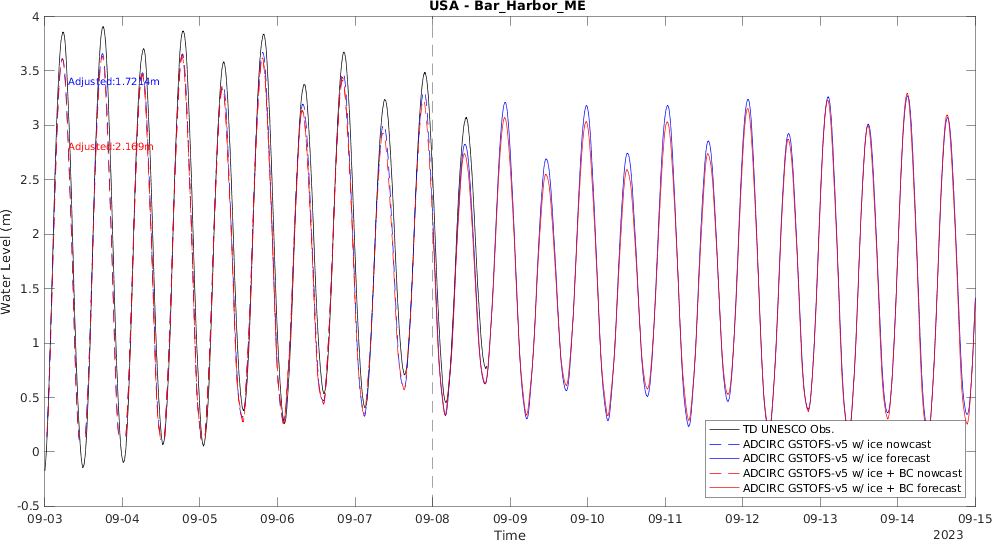 USA - Bar_Harbor_ME
4
3.5
3
2.5
2
1.5
1
0.5
0
-0.5
Water Level (m)
Adjusted:1.7214m
Adjusted:2.169m
TD UNESCO Obs.
ADCIRC GSTOFS-v5 w/ ice nowcast
ADCIRC GSTOFS-v5 w/ ice forecast
ADCIRC GSTOFS-v5 w/ ice + BC nowcast
ADCIRC GSTOFS-v5 w/ ice + BC forecast
09-03 09-04 09-05 09-06 09-07 09-08 09-09 09-10 09-11 09-12 09-13 09-14 09-15
Time
2023